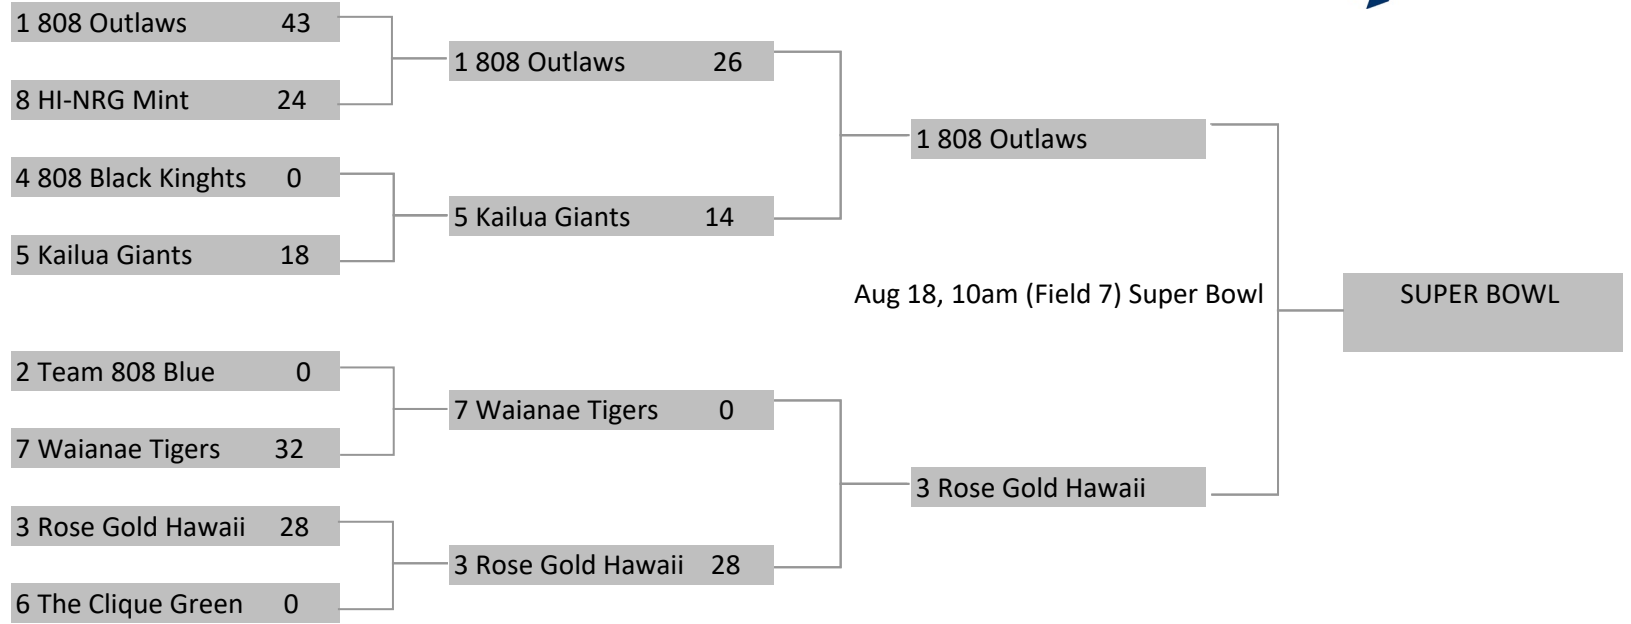 1 808 Outlaws 43
8 HI-NRG Mint 24
4 808 Black Kinghts 0
5 Kailua Giants 18
2 Team 808 Blue 0
7 Waianae Tigers 32
3 Rose Gold Hawaii 28
6 The Clique Green 0
1 808 Outlaws 26
5 Kailua Giants 14
7 Waianae Tigers 0
3 Rose Gold Hawaii 28
1 808 Outlaws
Aug 18, 10am (Field 7) Super Bowl
3 Rose Gold Hawaii
SUPER BOWL